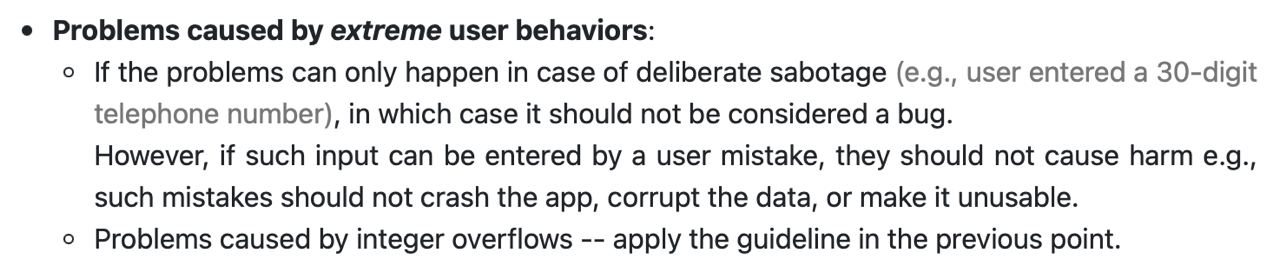 • Problems caused by extreme user behaviors:
○ If the problems can only happen in case of deliberate sabotage (e.g., user entered a 30-digit
telephone number), in which case it should not be considered a bug.
However, if such input can be entered by a user mistake, they should not cause harm e.g.,
such mistakes should not crash the app, corrupt the data, or make it unusable.
○ Problems caused by integer overflows -- apply the guideline in the previous point.